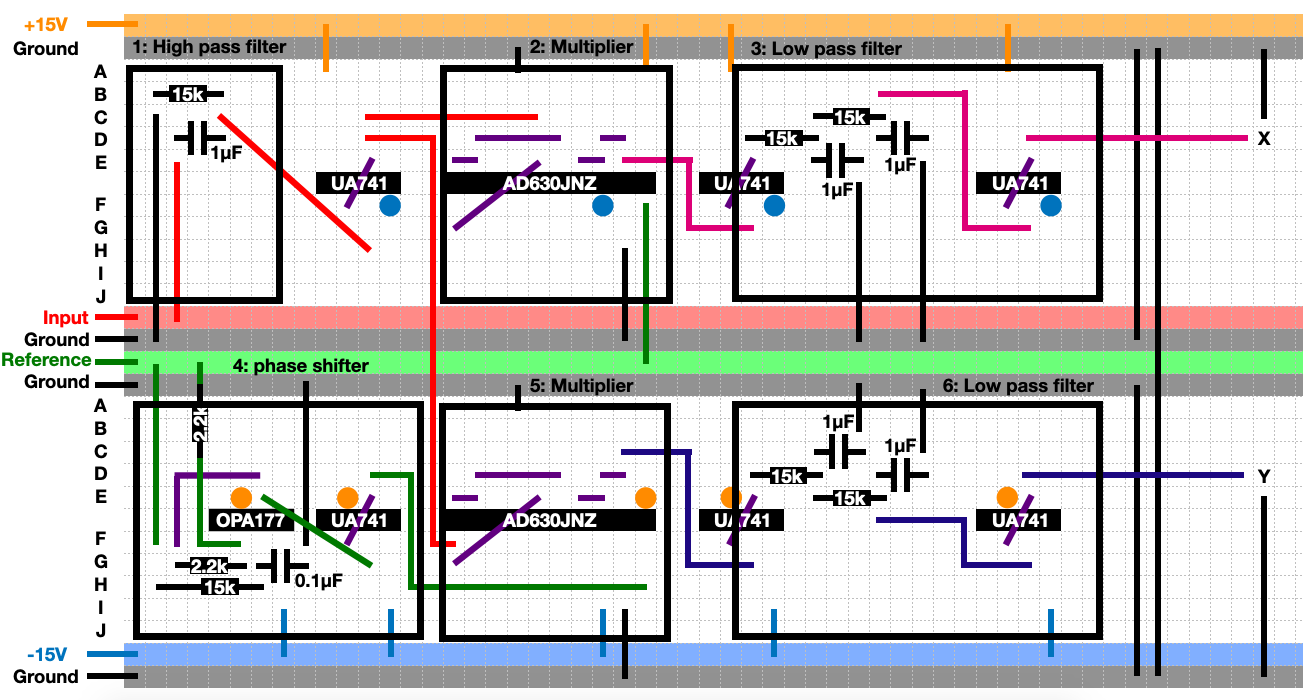 +15V
Ground
1: High pass filter
2: Multiplier
3: Low pass filter
A
B
C
D
E
F
G
H
I
J
15k
1µF
UA741
AD630JNZ
UA741
15k
15k
1µF
1µF
UA741
X
Input
Ground
Reference
Ground
4: phase shifter
5: Multiplier
6: Low pass filter
A
B
C
D
E
F
G
H
I
J
2.2k
OPA177
UA741
2.2k
15k
0.1µF
AD630JNZ
UA741
1µF
1µF
15k
15k
UA741
Y
-15V
Ground